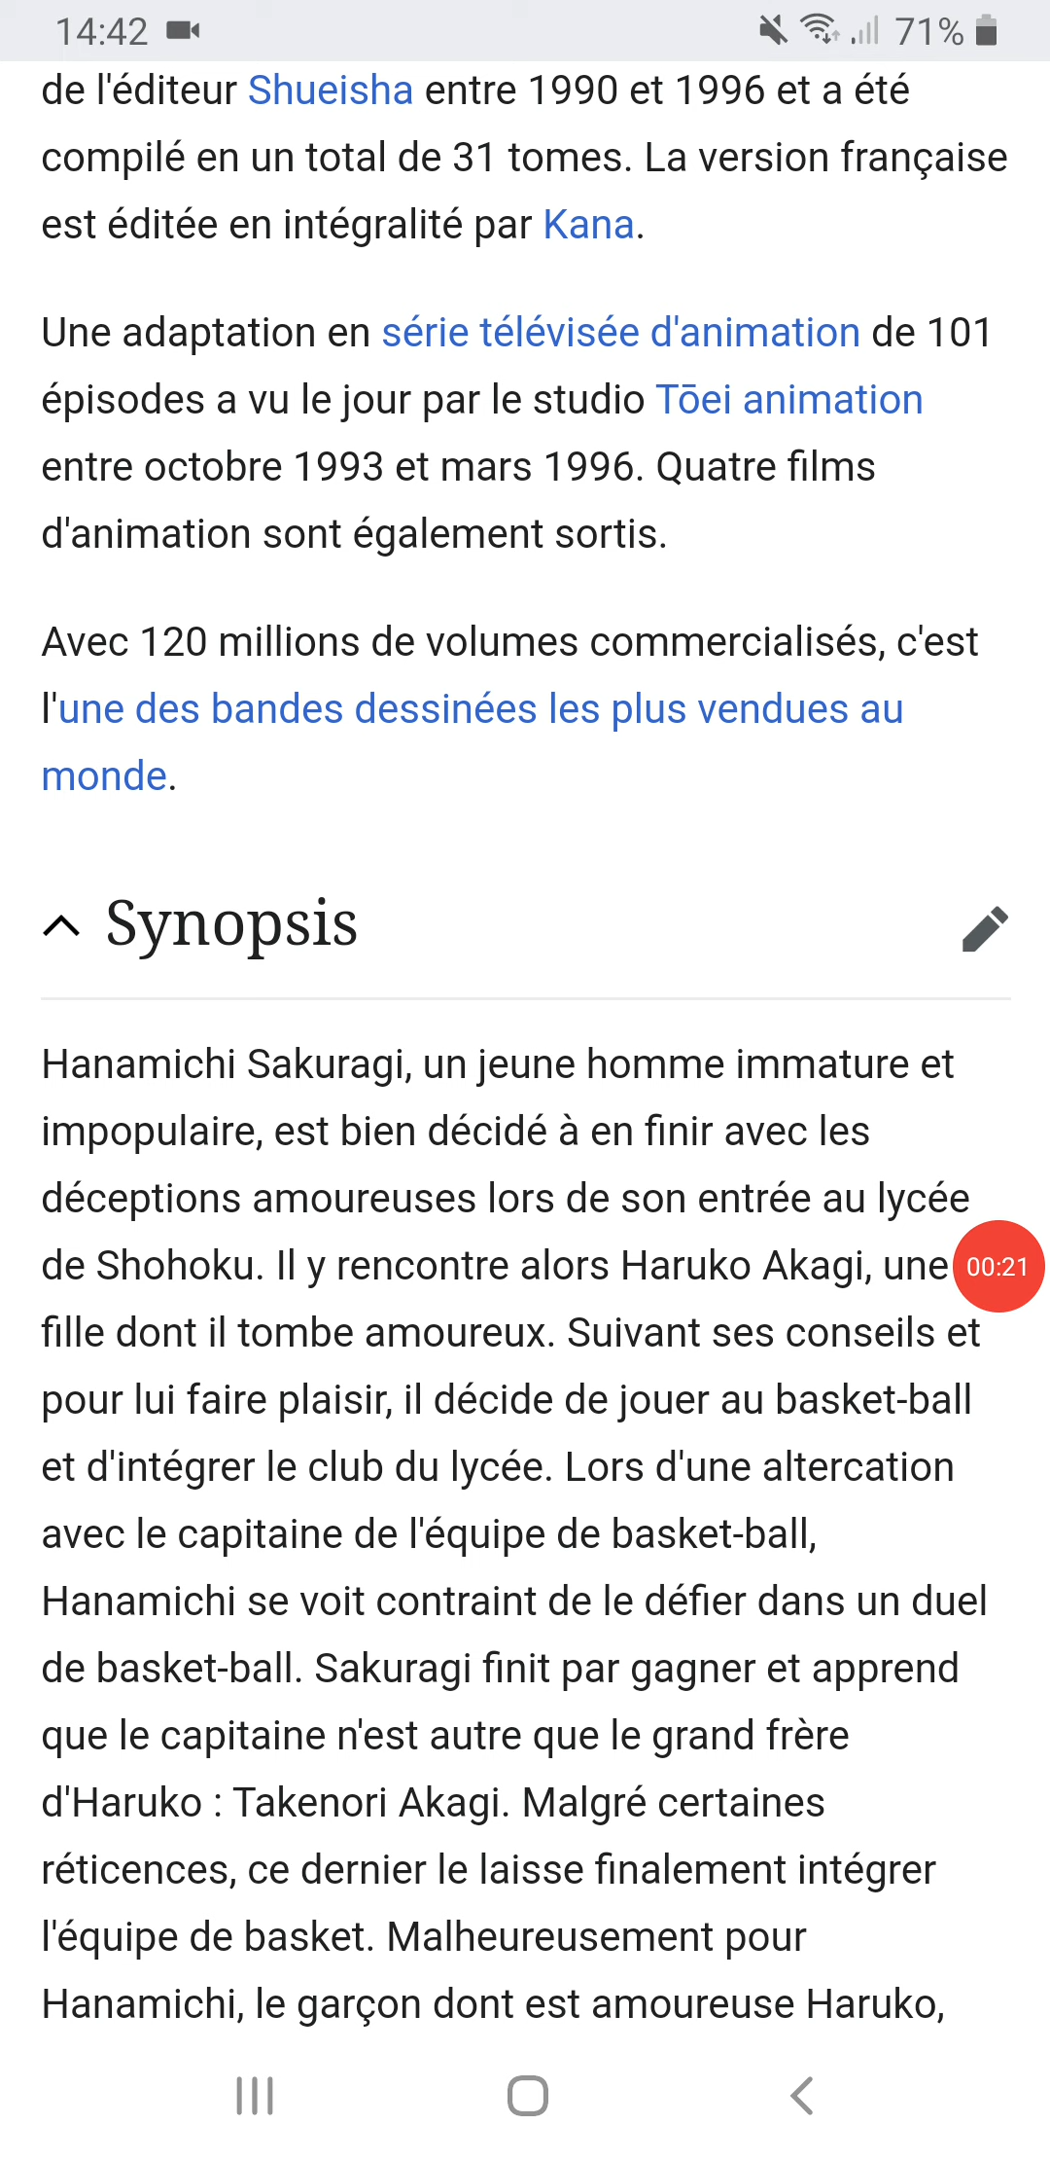 14:42
71%
de l'éditeur Shueisha entre 1990 et 1996 et a été
compilé en un total de 31 tomes. La version française
est éditée en intégralité par Kana.
Une adaptation en série télévisée d'animation de 101
épisodes a vu le jour par le studio Tōei animation
entre octobre 1993 et mars 1996. Quatre films
d'animation sont également sortis.
Avec 120 millions de volumes commercialisés, c'est
l'une des bandes dessinées les plus vendues au
monde.
Synopsis
Hanamichi Sakuragi, un jeune homme immature et
impopulaire, est bien décidé à en finir avec les
déceptions amoureuses lors de son entrée au lycée
de Shohoku. Il y rencontre alors Haruko Akagi, une
00:21
fille dont il tombe amoureux. Suivant ses conseils et
pour lui faire plaisir, il décide de jouer au basket-ball
et d'intégrer le club du lycée. Lors d'une altercation
avec le capitaine de l'équipe de basket-ball,
Hanamichi se voit contraint de le défier dans un duel
de basket-ball. Sakuragi finit par gagner et apprend
que le capitaine n'est autre que le grand frère
d'Haruko : Takenori Akagi. Malgré certaines
réticences, ce dernier le laisse finalement intégrer
l'équipe de basket. Malheureusement pour
Hanamichi, le garçon dont est amoureuse Haruko,